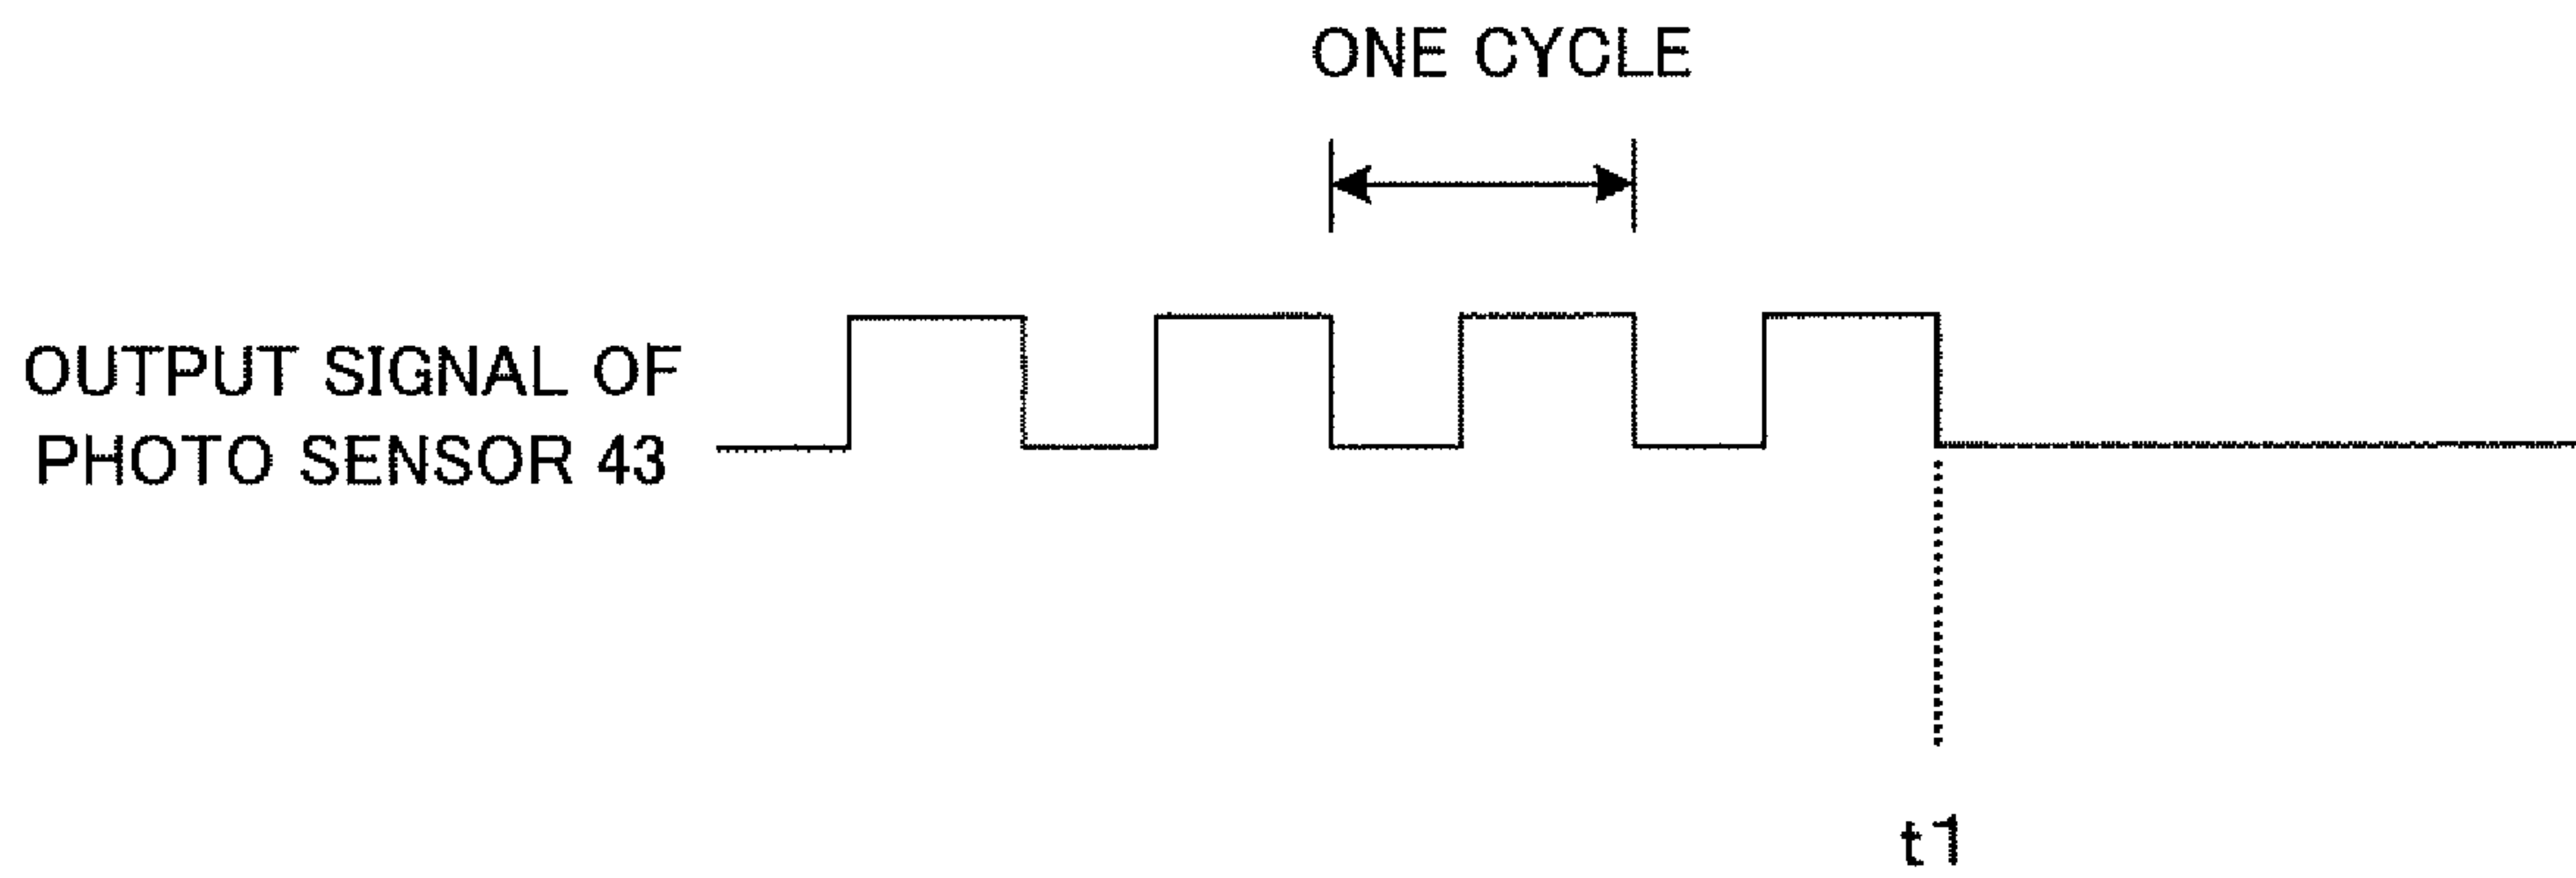 ONE CYCLE
OUTPUT SIGNAL OF
PHOTO SENSOR 43
t1